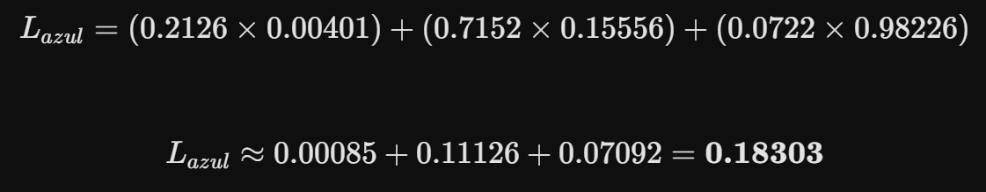 L_azul = (0.2126 × 0.00401) + (0.7152 × 0.15556) + (0.0722 × 0.98226)
L_azul ≈ 0.00085 + 0.11126 + 0.07092 = 0.18303